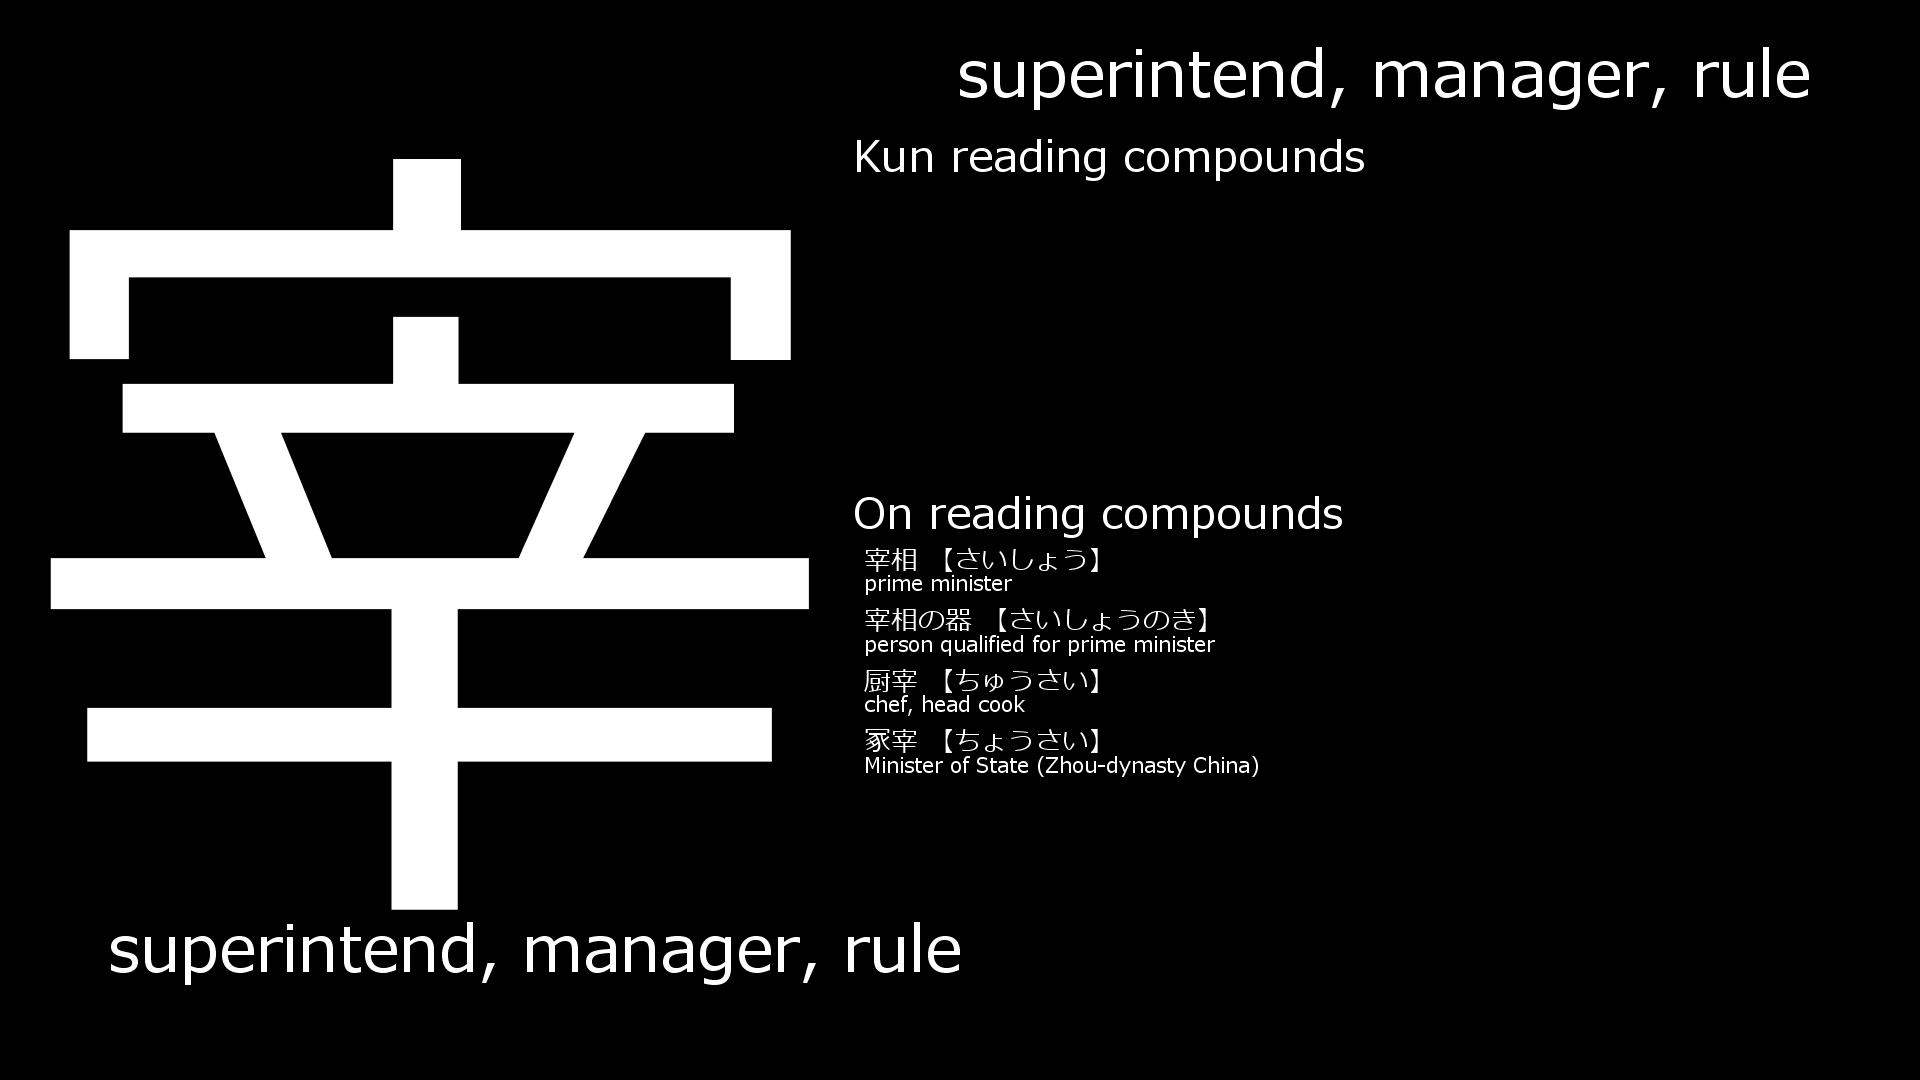 宰
superintend, manager, rule
superintend, manager, rule
Kun reading compounds
On reading compounds
宰相 【さいしょう】
prime minister
宰相の器 【さいしょうのき】
person qualified for prime minister
厨宰 【ちゅうさい】
chef, head cook
冢宰 【ちょうさい】
Minister of State (Zhou-dynasty China)